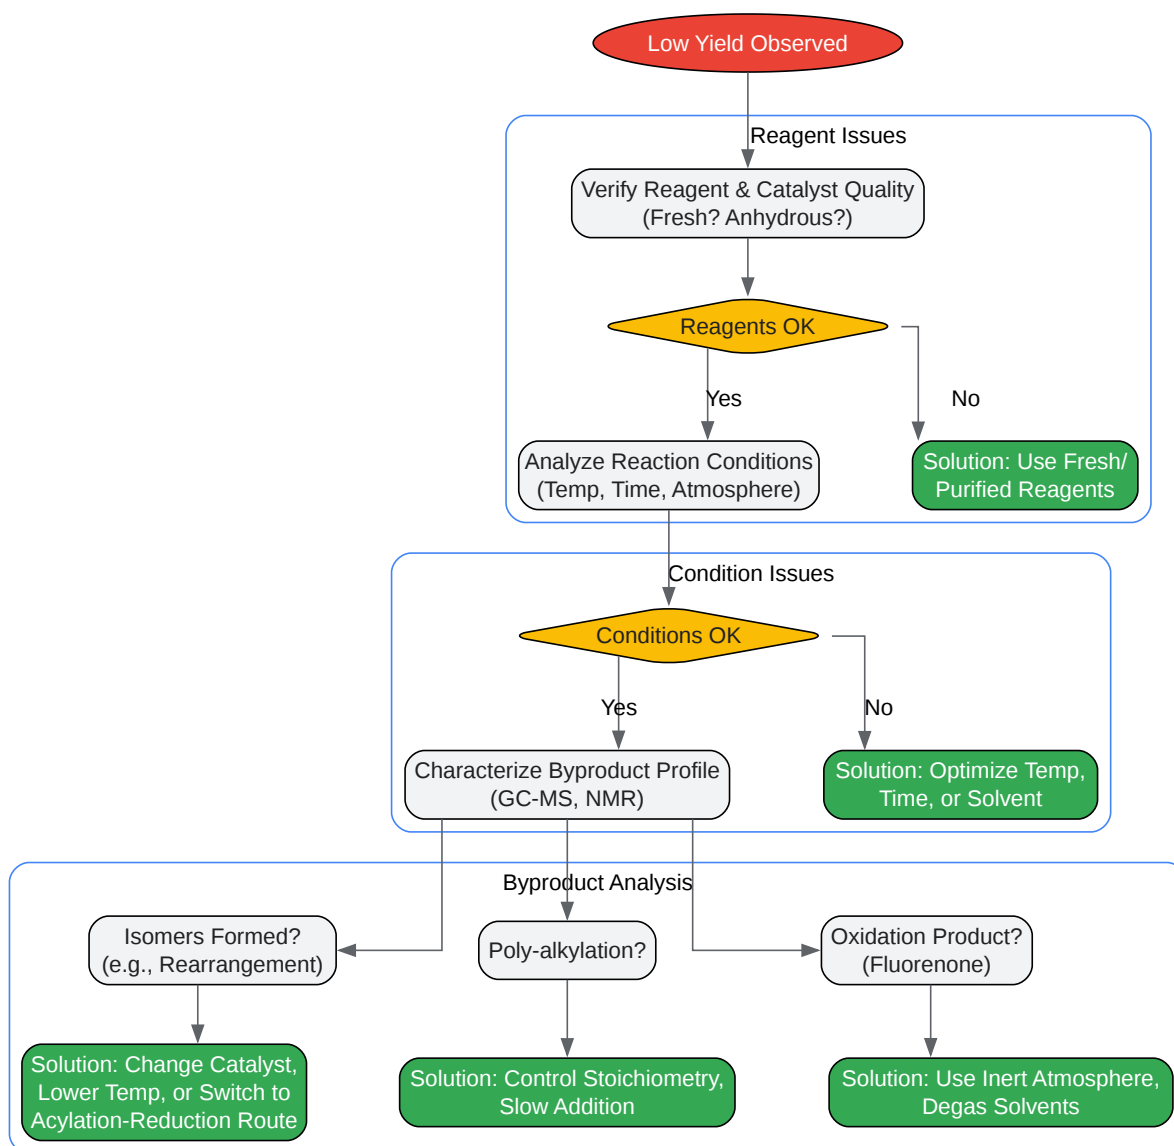 Low Yield Observed
Reagent Issues
Verify Reagent & Catalyst Quality
(Fresh? Anhydrous?)
Reagents OK
Yes
No
Analyze Reaction Conditions
(Temp, Time, Atmosphere)
Solution: Use Fresh/
Purified Reagents
Condition Issues
Conditions OK
Yes
No
Characterize Byproduct Profile
(GC-MS, NMR)
Solution: Optimize Temp,
Time, or Solvent
Byproduct Analysis
Isomers Formed?
(e.g., Rearrangement)
Poly-alkylation?
Oxidation Product?
(Fluorenone)
Solution: Change Catalyst,
Lower Temp, or Switch to
Acylation-Reduction Route
Solution: Control Stoichiometry,
Slow Addition
Solution: Use Inert Atmosphere,
Degas Solvents